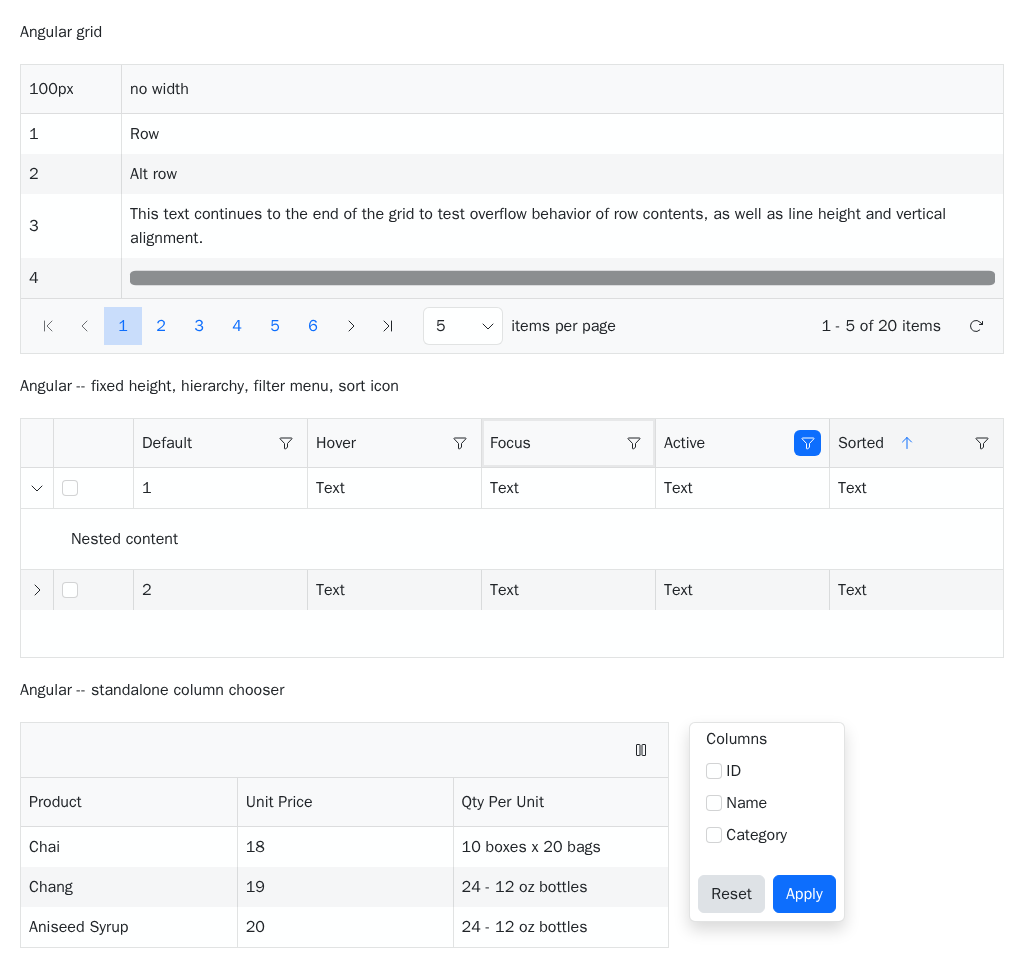 Angular grid
100px no width
1 Row
2 Alt row
3 This text continues to the end of the grid to test overflow behavior of row contents, as well as line height and vertical
alignment.
4
1 2 3 4 5 6 5 items per page 1 - 5 of 20 items
Angular -- fixed height, hierarchy, filter menu, sort icon
Default Hover Focus Active Sorted
1 Text Text Text Text
Nested content
2 Text Text Text Text
Angular -- standalone column chooser
Product Unit Price Qty Per Unit
Chai 18 10 boxes x 20 bags
Chang 19 24 - 12 oz bottles
Aniseed Syrup 20 24 - 12 oz bottles
Columns
ID
Name
Category
Reset Apply